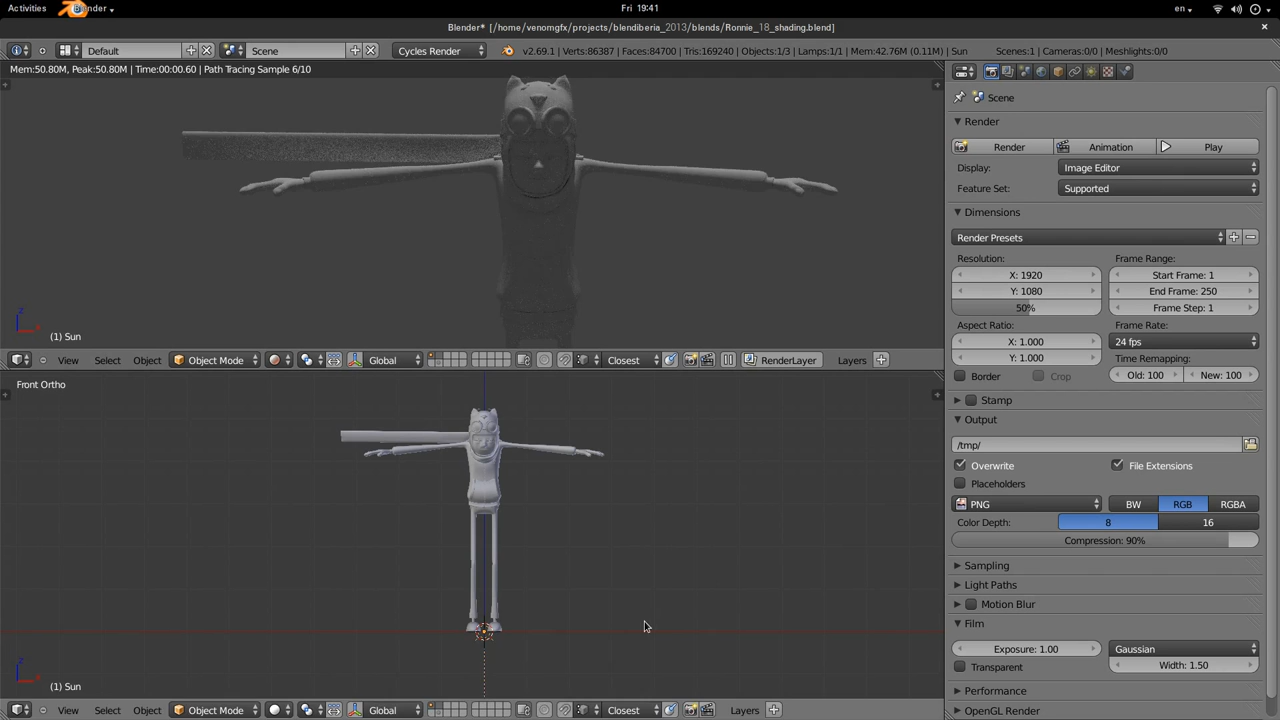 Activities Blender Fri 19:41 en
Blender* [/home/venomgfx/projects/blendiberia_2013/blends/Ronnie_18_shading.blend]
Default Scene Cycles Render v2.69.1 | Verts:86387 | Faces:84700 | Tris:169240 | Objects:1/3 | Lamps:1/1 | Mem:42.76M (0.11M) | Sun Scenes:1 | Cameras:0/0 | Meshlights:0/0
Mem:50.80M, Peak:50.80M | Time:00:00.60 | Path Tracing Sample 6/10
Scene
Render
Render Animation Play
Display: Image Editor
Feature Set: Supported
Dimensions
Render Presets
Resolution: Frame Range:
X: 1920 Start Frame: 1
Y: 1080 End Frame: 250
50% Frame Step: 1
Aspect Ratio: Frame Rate:
X: 1.000 24 fps
Y: 1.000 Time Remapping:
Border Crop Old: 100 New: 100
Stamp
Output
/tmp/
Overwrite File Extensions
Placeholders
PNG BW RGB RGBA
Color Depth: 8 16
Compression: 90%
Sampling
Light Paths
Motion Blur
Film
Exposure: 1.00 Gaussian
Transparent Width: 1.50
Performance
OpenGL Render
z x
(1) Sun
View Select Object Object Mode Global Closest RenderLayer Layers
Front Ortho
z x
(1) Sun
View Select Object Object Mode Global Closest Layers